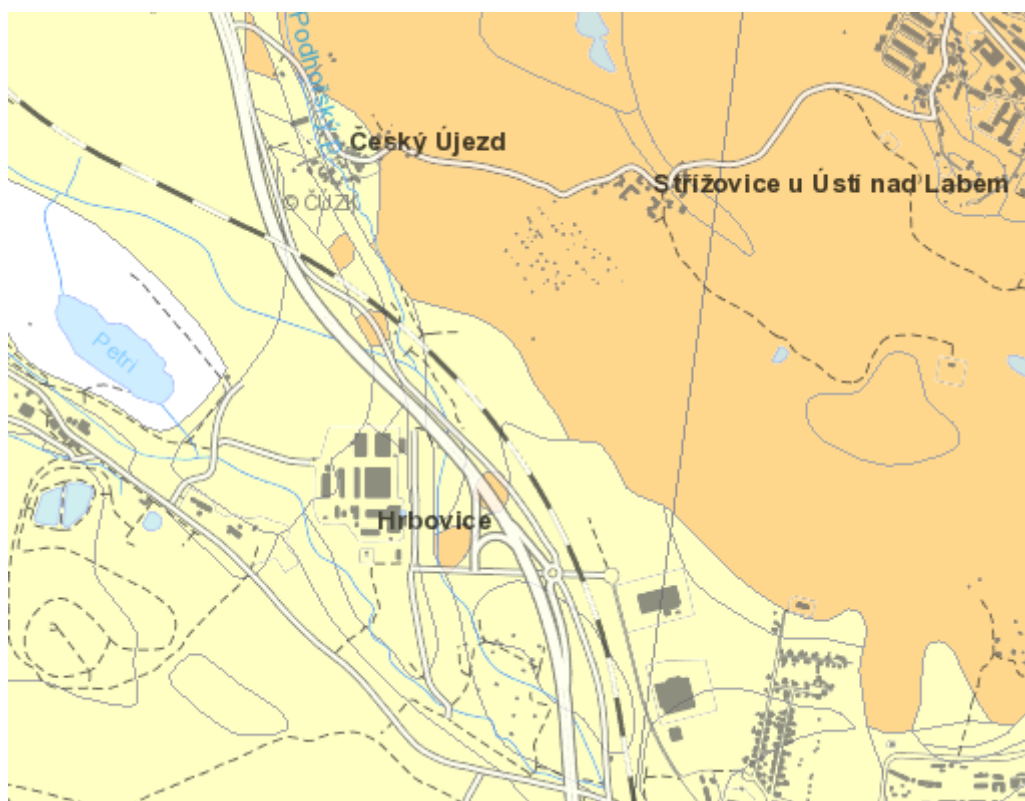 Podhořský
Český Újezd
Střížovice u Ústí nad Labem
© ČÚZK
Petri
Hrbovice